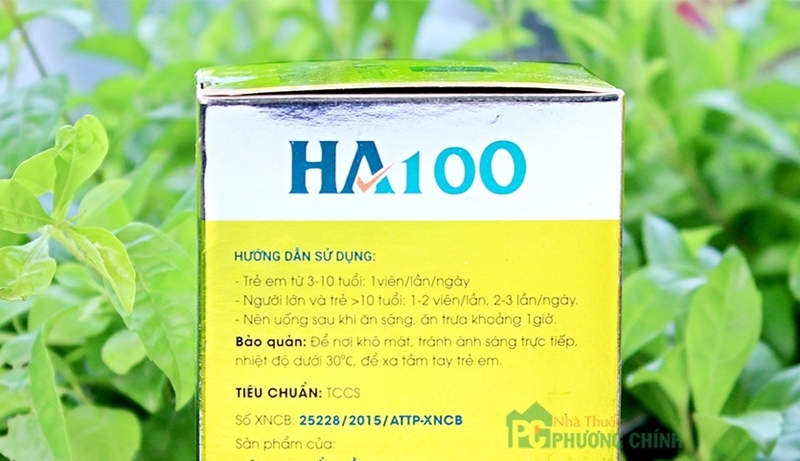 HA100
HƯỚNG DẪN SỬ DỤNG:
- Trẻ em từ 3-10 tuổi: 1viên/lần/ngày
- Người lớn và trẻ >10 tuổi: 1-2 viên/lần, 2-3 lần/ngày.
- Nên uống sau khi ăn sáng, ăn trưa khoảng 1giờ.
Bảo quản: Để nơi khô mát, tránh ánh sáng trực tiếp,
nhiệt độ dưới 30°C, để xa tầm tay trẻ em.
TIÊU CHUẨN: TCCS
Số XNCB: 25228/2015/ATTP-XNCB
Sản phẩm của:
Nhà Thuốc
PG PHƯƠNG CHÍNH